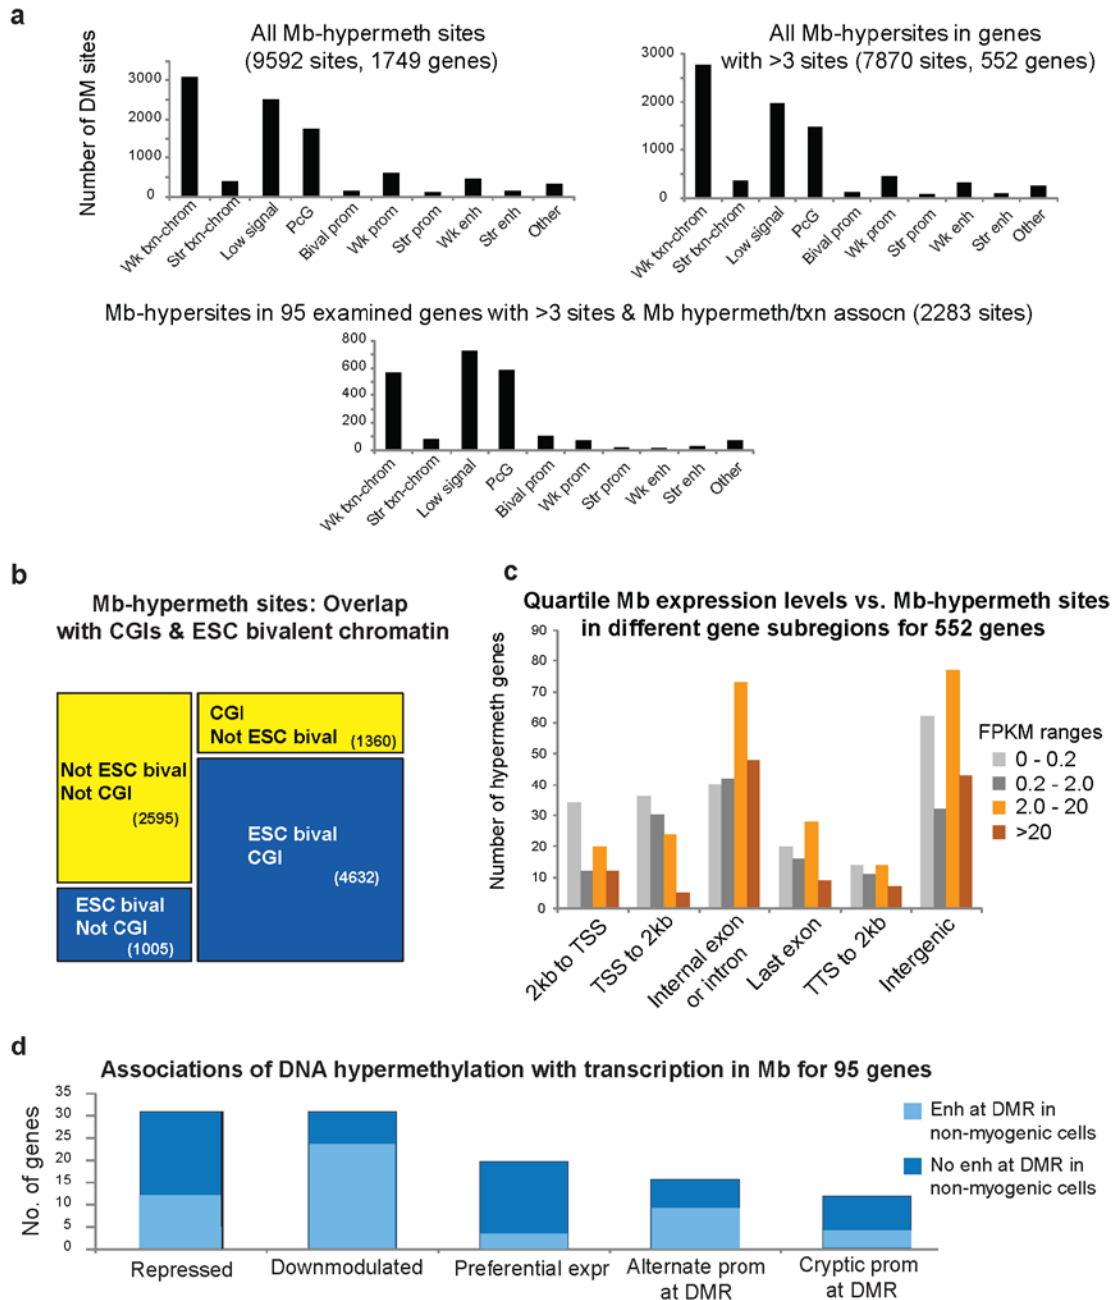 a
All Mb-hypermeth sites
(9592 sites, 1749 genes)
Number of DM sites
3000
2000
1000
0
Wk txn-chrom
Str txn-chrom
Low signal
PcG
Bival prom
Wk prom
Str prom
Wk enh
Str enh
Other
All Mb-hypersites in genes
with >3 sites (7870 sites, 552 genes)
3000
2000
1000
0
Wk txn-chrom
Str txn-chrom
Low signal
PcG
Bival prom
Wk prom
Str prom
Wk enh
Str enh
Other
Mb-hypersites in 95 examined genes with >3 sites & Mb hypermeth/txn assocn (2283 sites)
800
600
400
200
0
Wk txn-chrom
Str txn-chrom
Low signal
PcG
Bival prom
Wk prom
Str prom
Wk enh
Str enh
Other
b
Mb-hypermeth sites: Overlap
with CGIs & ESC bivalent chromatin
Not ESC bival
Not CGI
(2595)
CGI
Not ESC bival (1360)
ESC bival
CGI
(4632)
ESC bival
Not CGI
(1005)
c
Quartile Mb expression levels vs. Mb-hypermeth sites
in different gene subregions for 552 genes
Number of hypermeth genes
90
80
70
60
50
40
30
20
10
0
2kb to TSS
TSS to 2kb
Internal exon
or intron
Last exon
TTS to 2kb
Intergenic
FPKM ranges
0 - 0.2
0.2 - 2.0
2.0 - 20
>20
d
Associations of DNA hypermethylation with transcription in Mb for 95 genes
No. of genes
35
30
25
20
15
10
5
0
Repressed
Downmodulated
Preferential expr
Alternate prom
at DMR
Cryptic prom
at DMR
Enh at DMR in
non-myogenic cells
No enh at DMR in
non-myogenic cells